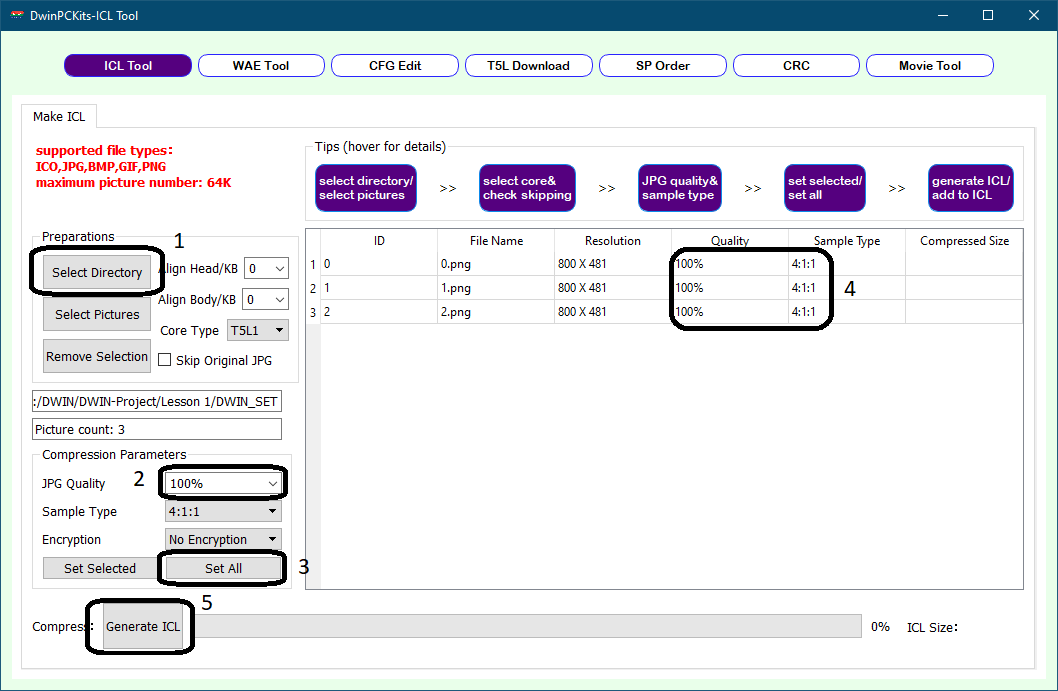 DwinPCKits-ICL Tool
ICL Tool WAE Tool CFG Edit T5L Download SP Order CRC Movie Tool
Make ICL
supported file types:
ICO,JPG,BMP,GIF,PNG
maximum picture number: 64K
Tips (hover for details)
select directory/
select pictures
>>
select core&
check skipping
>>
JPG quality&
sample type
>>
set selected/
set all
>>
generate ICL/
add to ICL
Preparations
1
Select Directory
Align Head/KB 0
Select Pictures
Align Body/KB 0
Core Type T5L1
Remove Selection
Skip Original JPG
:/DWIN/DWIN-Project/Lesson 1/DWIN_SET
Picture count: 3
Compression Parameters
JPG Quality 2 100%
Sample Type 4:1:1
Encryption No Encryption
Set Selected Set All 3
ID File Name Resolution Quality Sample Type Compressed Size
1 0 0.png 800 X 481 100% 4:1:1
2 1 1.png 800 X 481 100% 4:1:1 4
3 2 2.png 800 X 481 100% 4:1:1
5
Compress: Generate ICL 0% ICL Size: